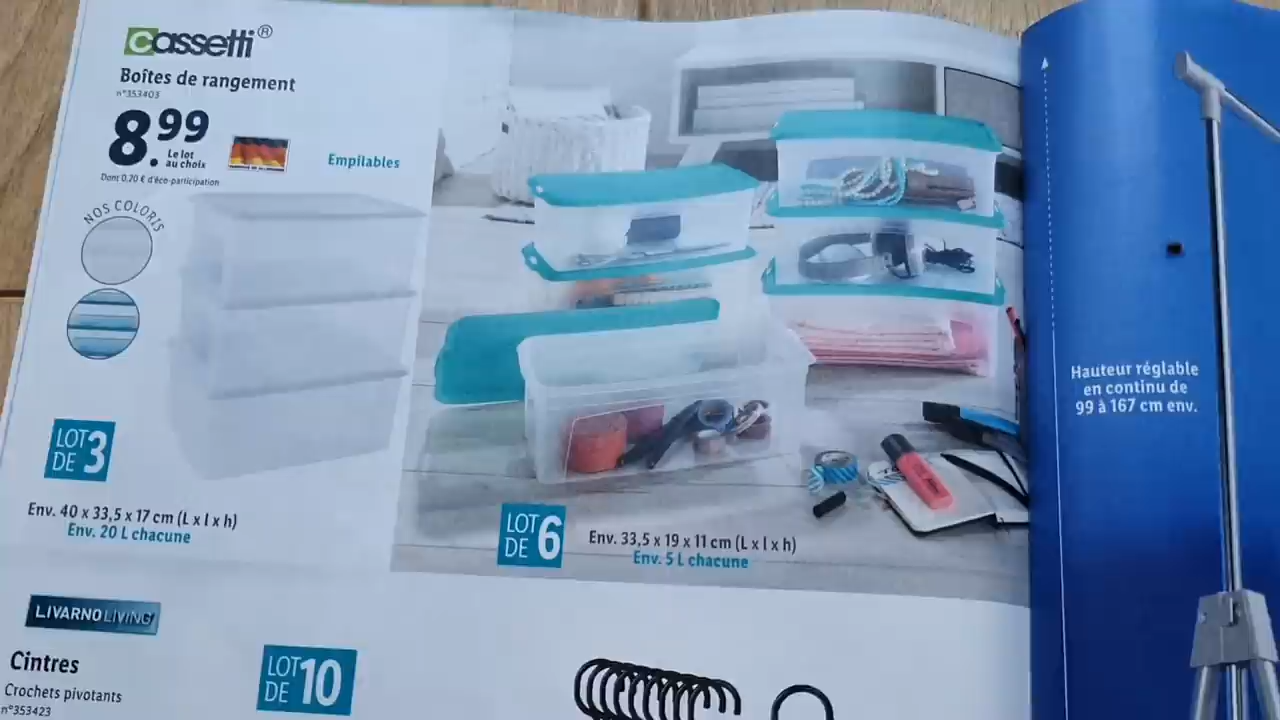 cassetti®
Boîtes de rangement
n°353403
8.99
Le lot
au choix
Dont 0,20 € d'éco-participation
Empilables
NOS COLORIS
LOT
DE 3
Env. 40 x 33,5 x 17 cm (L x l x h)
Env. 20 L chacune
LOT
DE 6
Env. 33,5 x 19 x 11 cm (L x l x h)
Env. 5 L chacune
LIVARNO LIVING
Cintres
Crochets pivotants
n°353423
LOT
DE 10
Hauteur réglable
en continu de
99 à 167 cm env.